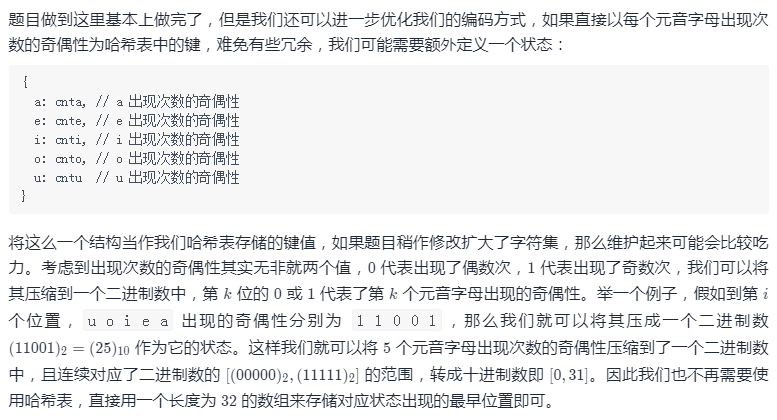 题目做到这里基本上做完了，但是我们还可以进一步优化我们的编码方式，如果直接以每个元音字母出现次
数的奇偶性为哈希表中的键，难免有些冗余，我们可能需要额外定义一个状态：
{
a: cnta, // a 出现次数的奇偶性
e: cnte, // e 出现次数的奇偶性
i: cnti, // i 出现次数的奇偶性
o: cnto, // o 出现次数的奇偶性
u: cntu // u 出现次数的奇偶性
}
将这么一个结构当作我们哈希表存储的键值，如果题目稍作修改扩大了字符集，那么维护起来可能会比较吃
力。考虑到出现次数的奇偶性其实无非就两个值，0 代表出现了偶数次，1 代表出现了奇数次，我们可以将
其压缩到一个二进制数中，第 k 位的 0 或 1 代表了第 k 个元音字母出现的奇偶性。举一个例子，假如到第 i
个位置， u o i e a 出现的奇偶性分别为 1 1 0 0 1 ，那么我们就可以将其压成一个二进制数
(11001)₂ = (25)₁₀ 作为它的状态。这样我们就可以将 5 个元音字母出现次数的奇偶性压缩到了一个二进制数
中，且连续对应了二进制数的 [(00000)₂, (11111)₂] 的范围，转成十进制数即 [0, 31]。因此我们也不再需要使
用哈希表，直接用一个长度为 32 的数组来存储对应状态出现的最早位置即可。